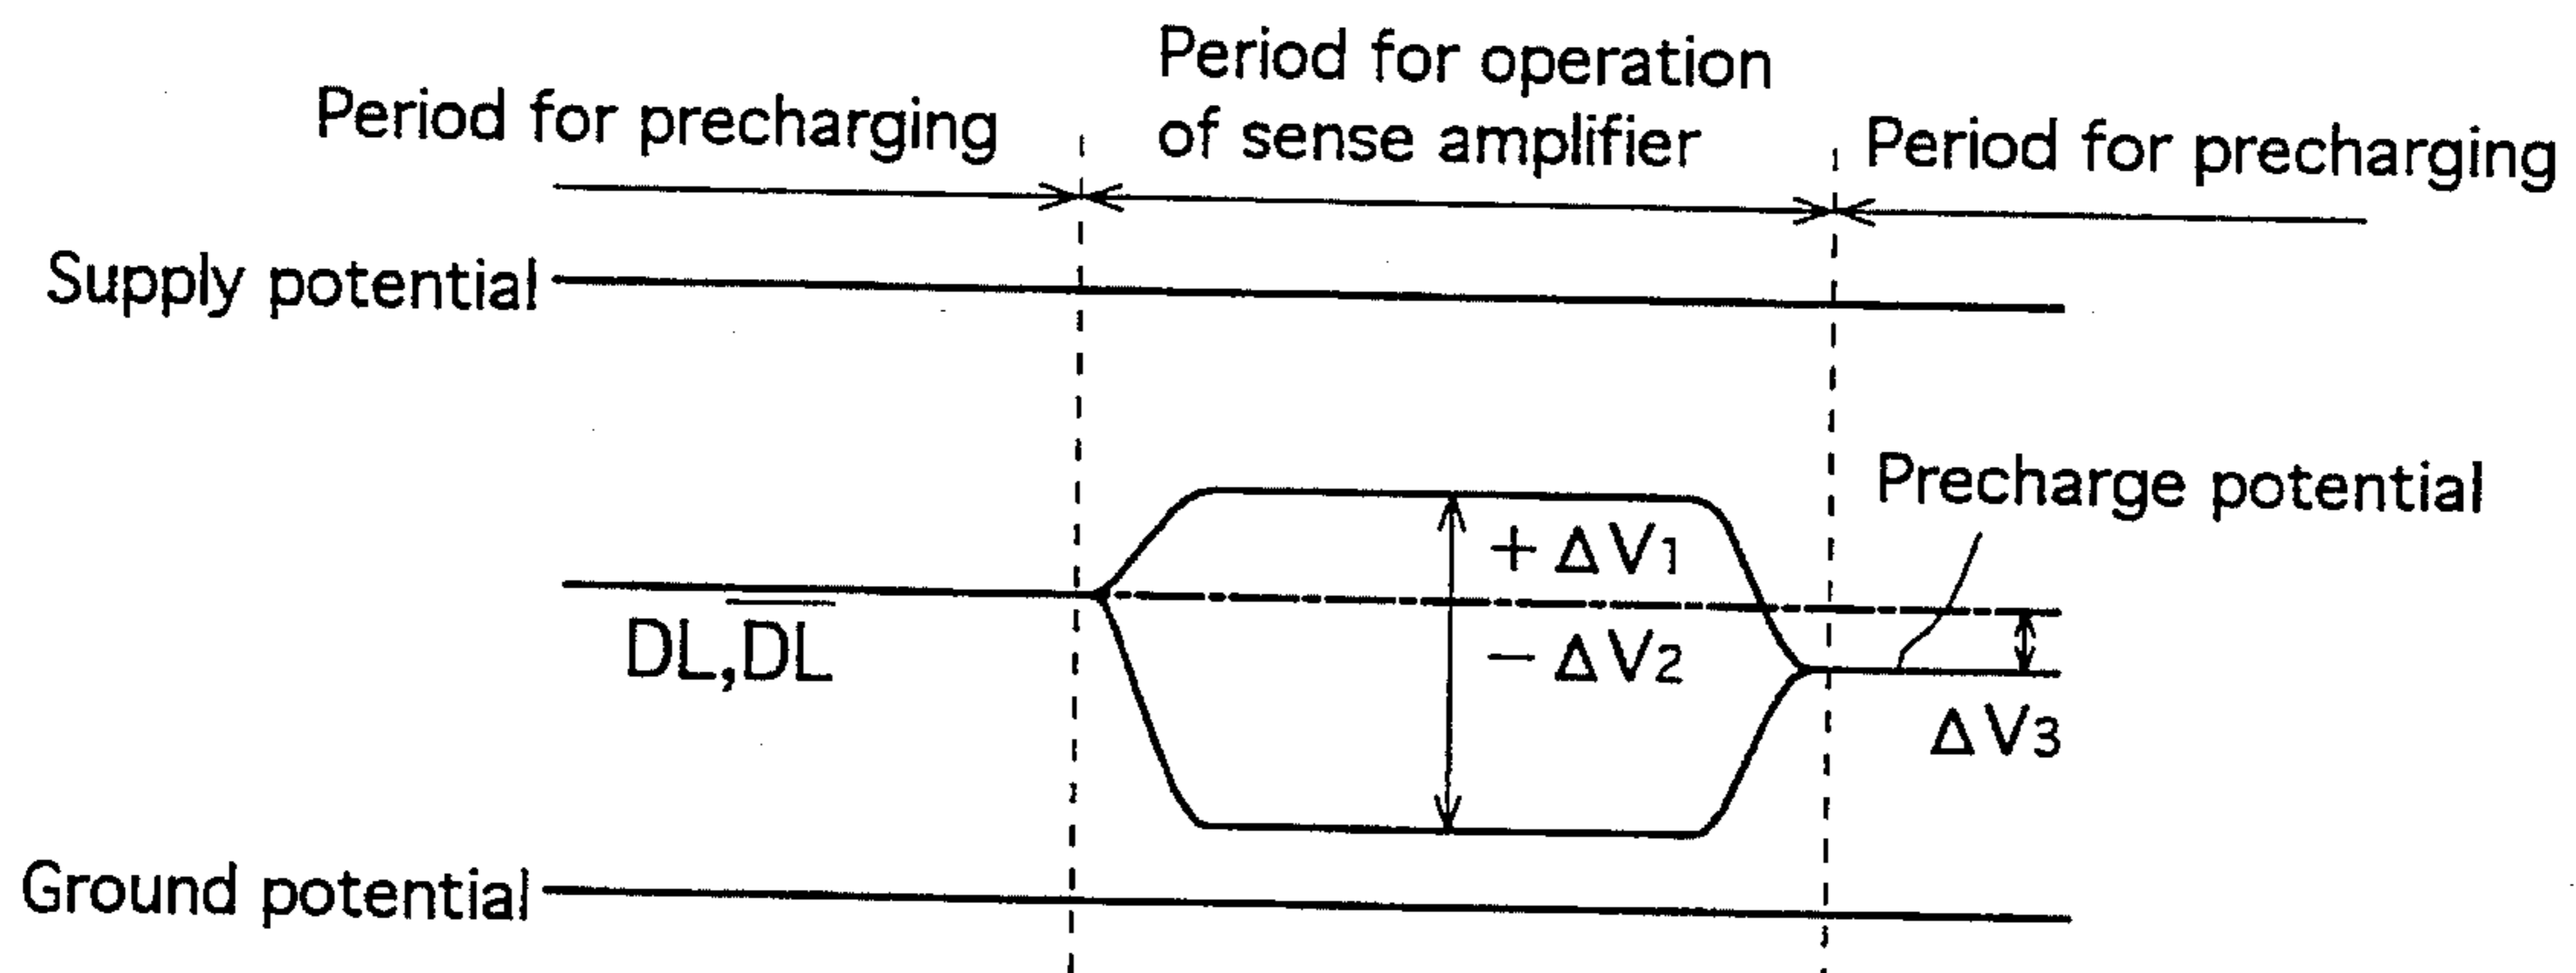 Period for precharging
Period for operation
of sense amplifier
Period for precharging
Supply potential
Precharge potential
+ΔV1
DL,D̅L̅
−ΔV2
ΔV3
Ground potential